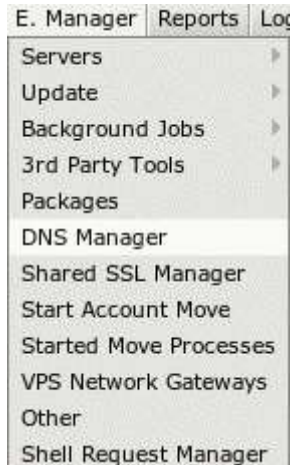 E. Manager Reports
Servers
Update
Background Jobs
3rd Party Tools
Packages
DNS Manager
Shared SSL Manager
Start Account Move
Started Move Processes
VPS Network Gateways
Other
Shell Request Manager